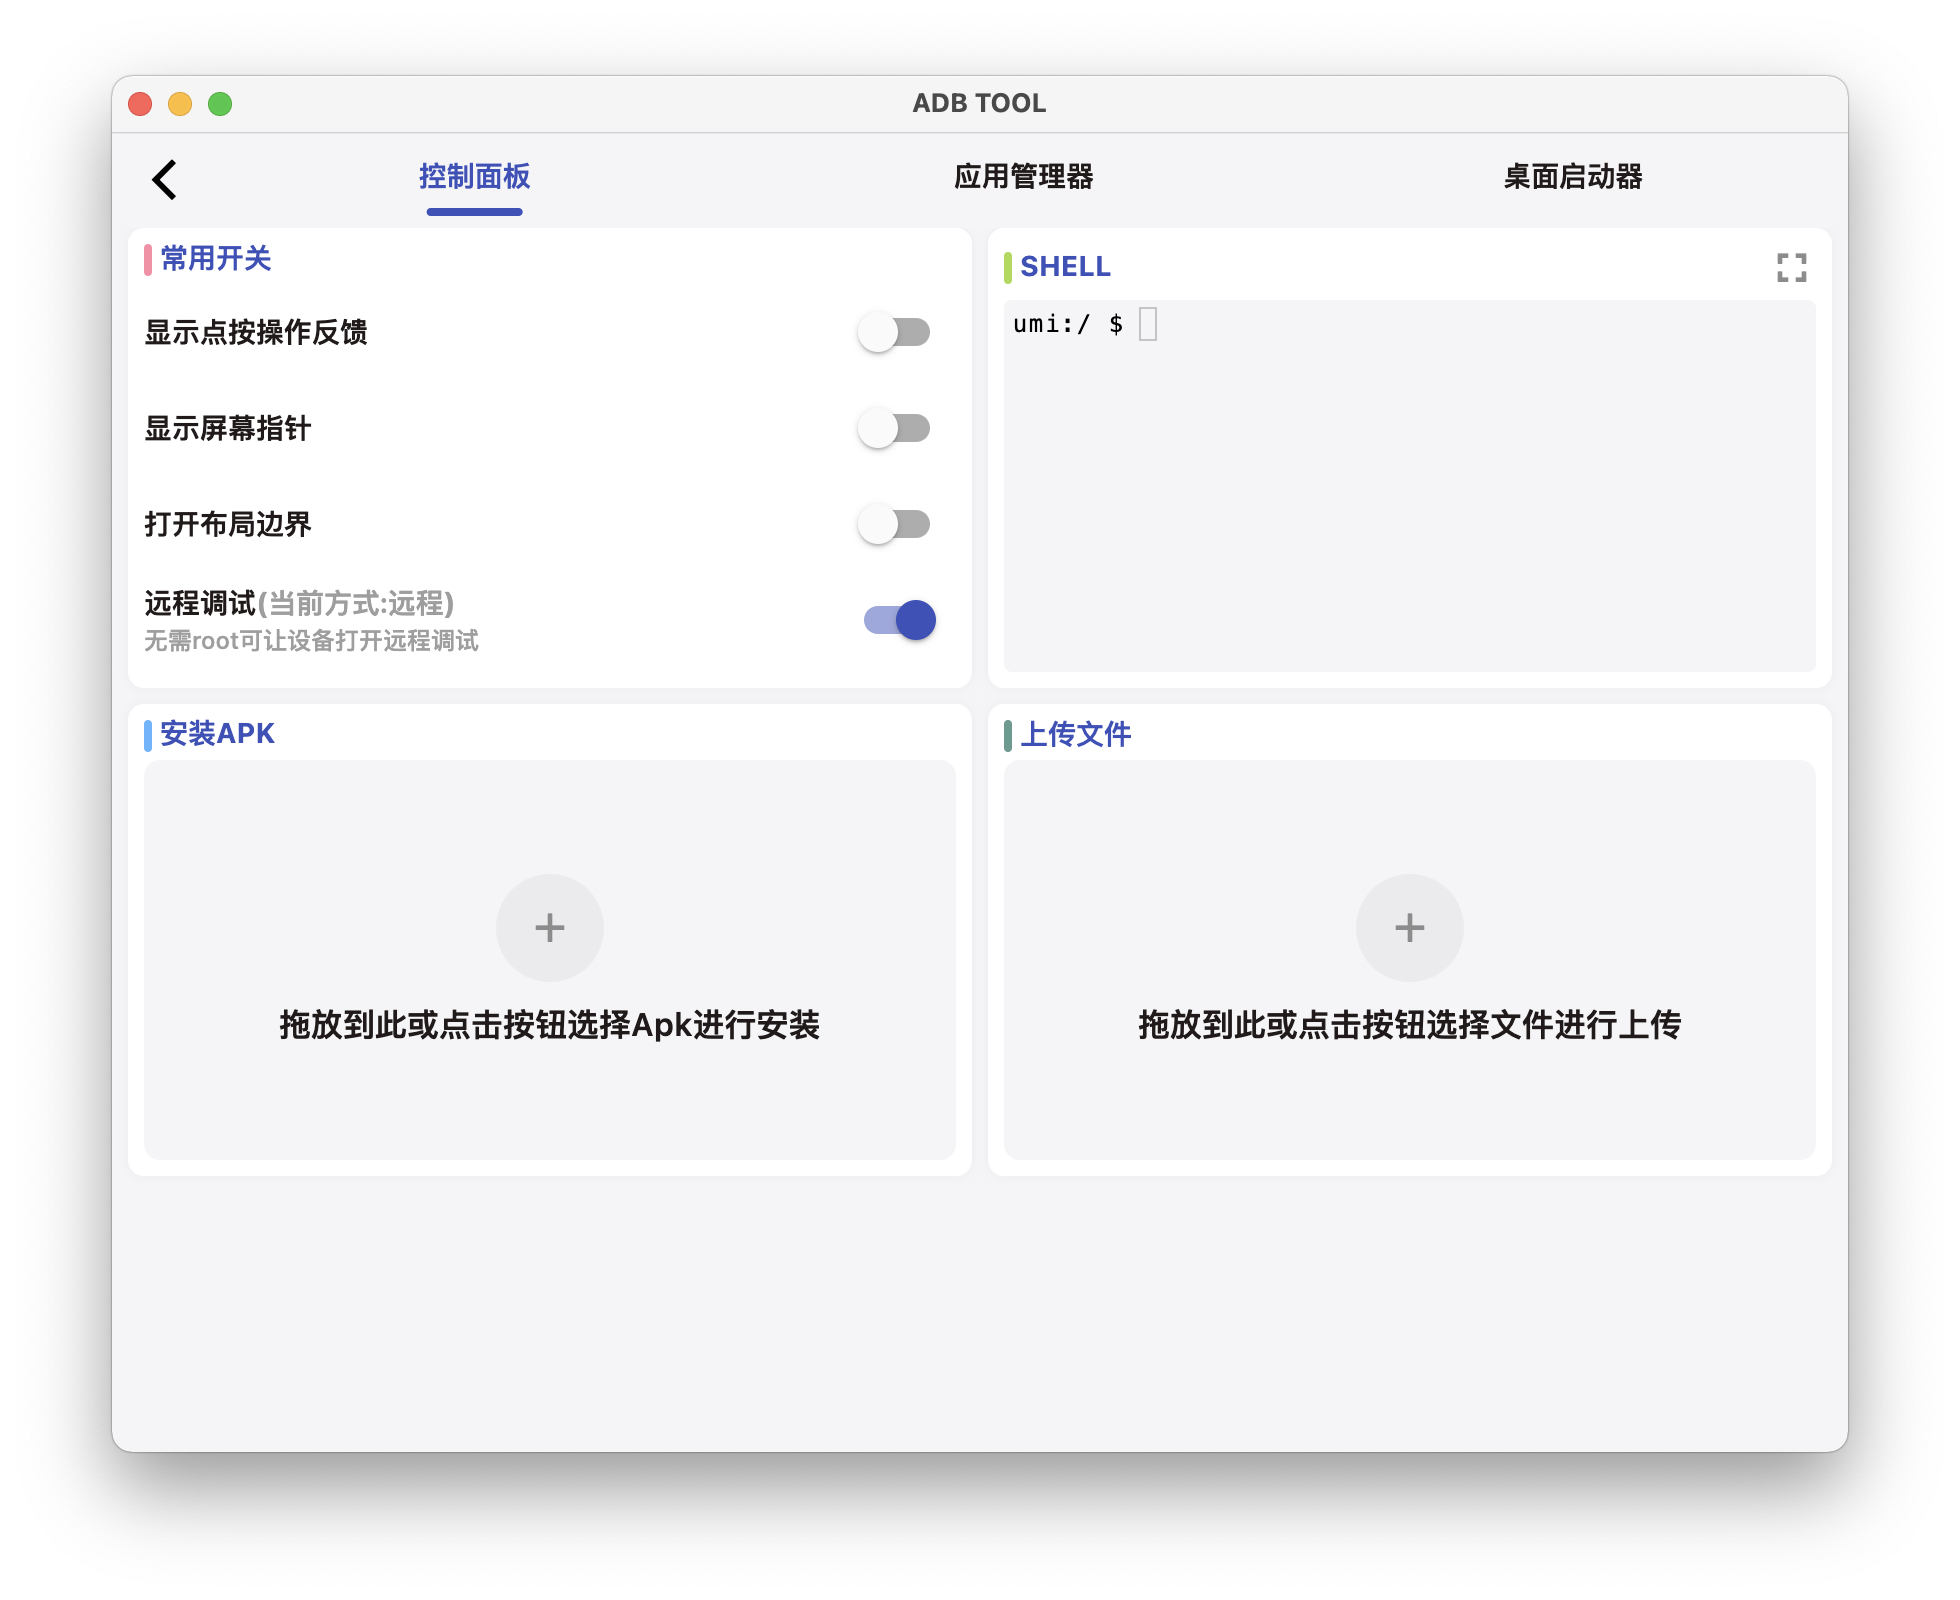 ADB TOOL
控制面板
应用管理器
桌面启动器
常用开关
显示点按操作反馈
显示屏幕指针
打开布局边界
远程调试(当前方式:远程)
无需root可让设备打开远程调试
SHELL
umi:/ $
安装APK
拖放到此或点击按钮选择Apk进行安装
上传文件
拖放到此或点击按钮选择文件进行上传